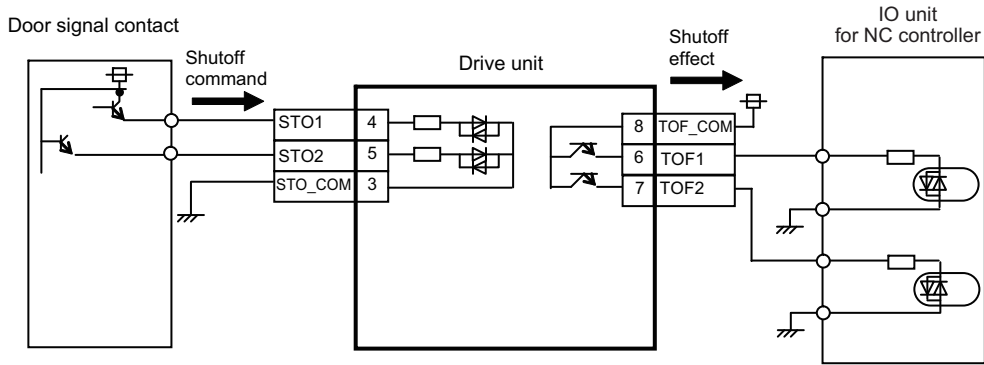 Door signal contact
Shutoff
command
Drive unit
Shutoff
effect
IO unit
for NC controller
STO1 4
STO2 5
STO_COM 3
8 TOF_COM
6 TOF1
7 TOF2